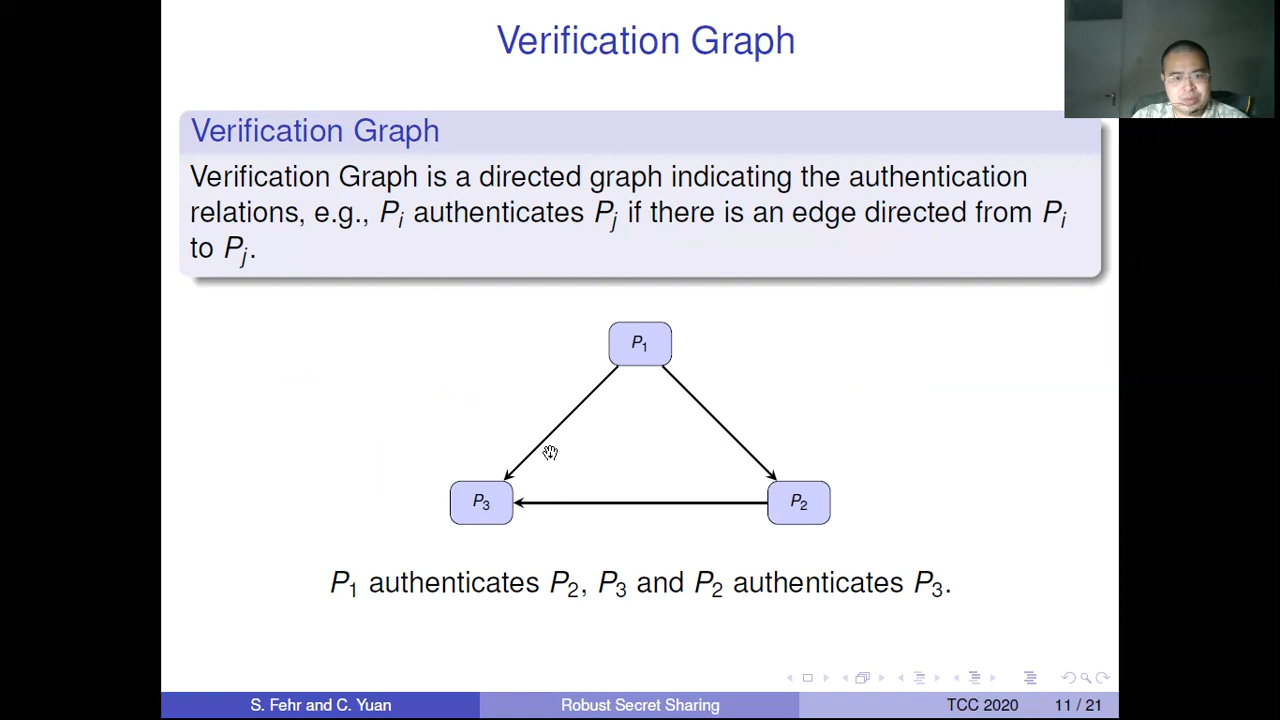 Verification Graph
Verification Graph
Verification Graph is a directed graph indicating the authentication
relations, e.g., Pi authenticates Pj if there is an edge directed from Pi
to Pj.
P1
P3
P2
P1 authenticates P2, P3 and P2 authenticates P3.
S. Fehr and C. Yuan
Robust Secret Sharing
TCC 2020
11 / 21